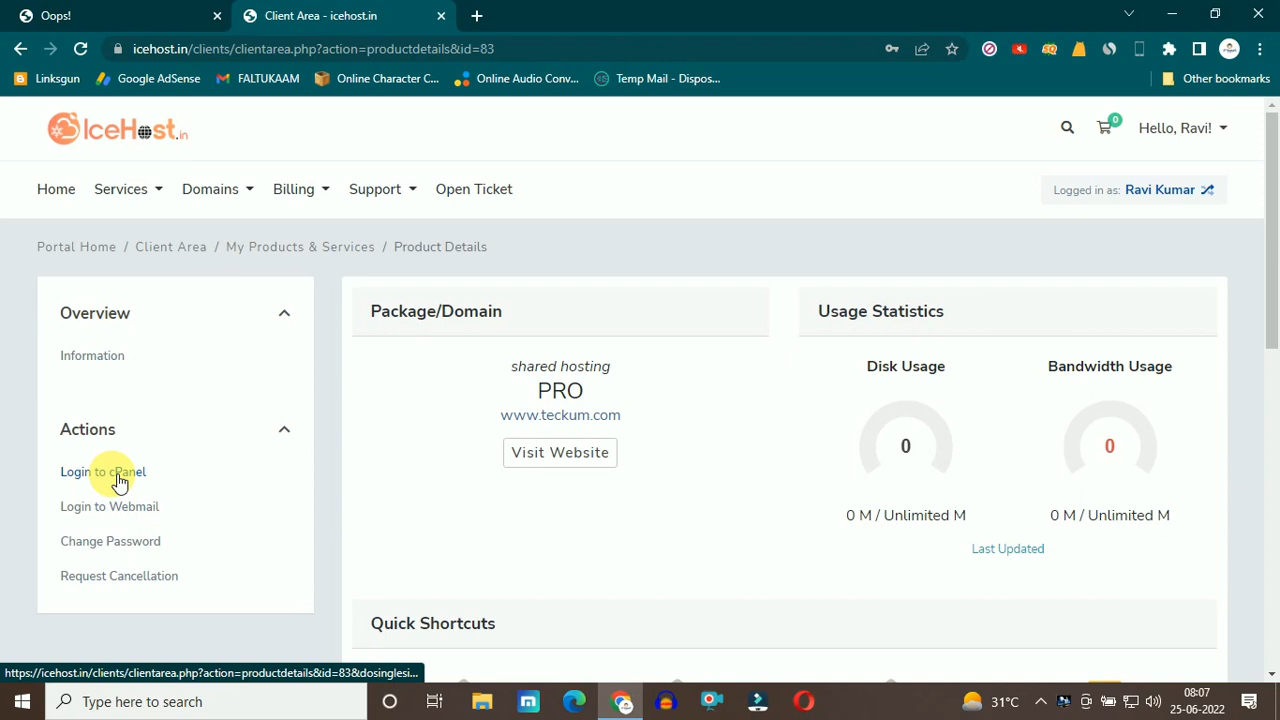 Oops!
Client Area - icehost.in
icehost.in/clients/clientarea.php?action=productdetails&id=83
Linksgun
Google AdSense
FALTUKAAM
Online Character C...
Online Audio Conv...
Temp Mail - Dispos...
Other bookmarks
IceHost.in
0
Hello, Ravi!
Home
Services
Domains
Billing
Support
Open Ticket
Logged in as: Ravi Kumar
Portal Home / Client Area / My Products & Services / Product Details
Overview
Information
Actions
Login to cPanel
Login to Webmail
Change Password
Request Cancellation
Package/Domain
shared hosting
PRO
www.teckum.com
Visit Website
Usage Statistics
Disk Usage
Bandwidth Usage
0
0
0 M / Unlimited M
0 M / Unlimited M
Last Updated
Quick Shortcuts
https://icehost.in/clients/clientarea.php?action=productdetails&id=83&dosinglesi...
Type here to search
31°C
08:07
25-06-2022